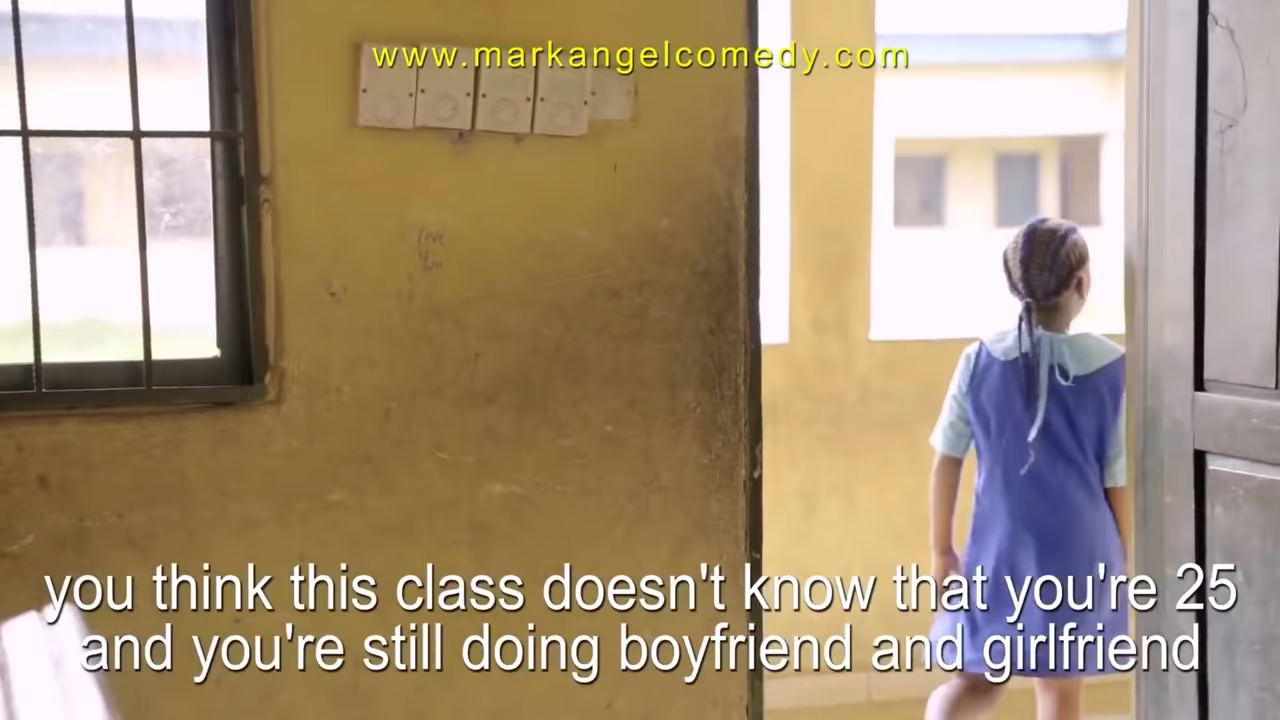 www.markangelcomedy.com
you think this class doesn't know that you're 25
and you're still doing boyfriend and girlfriend